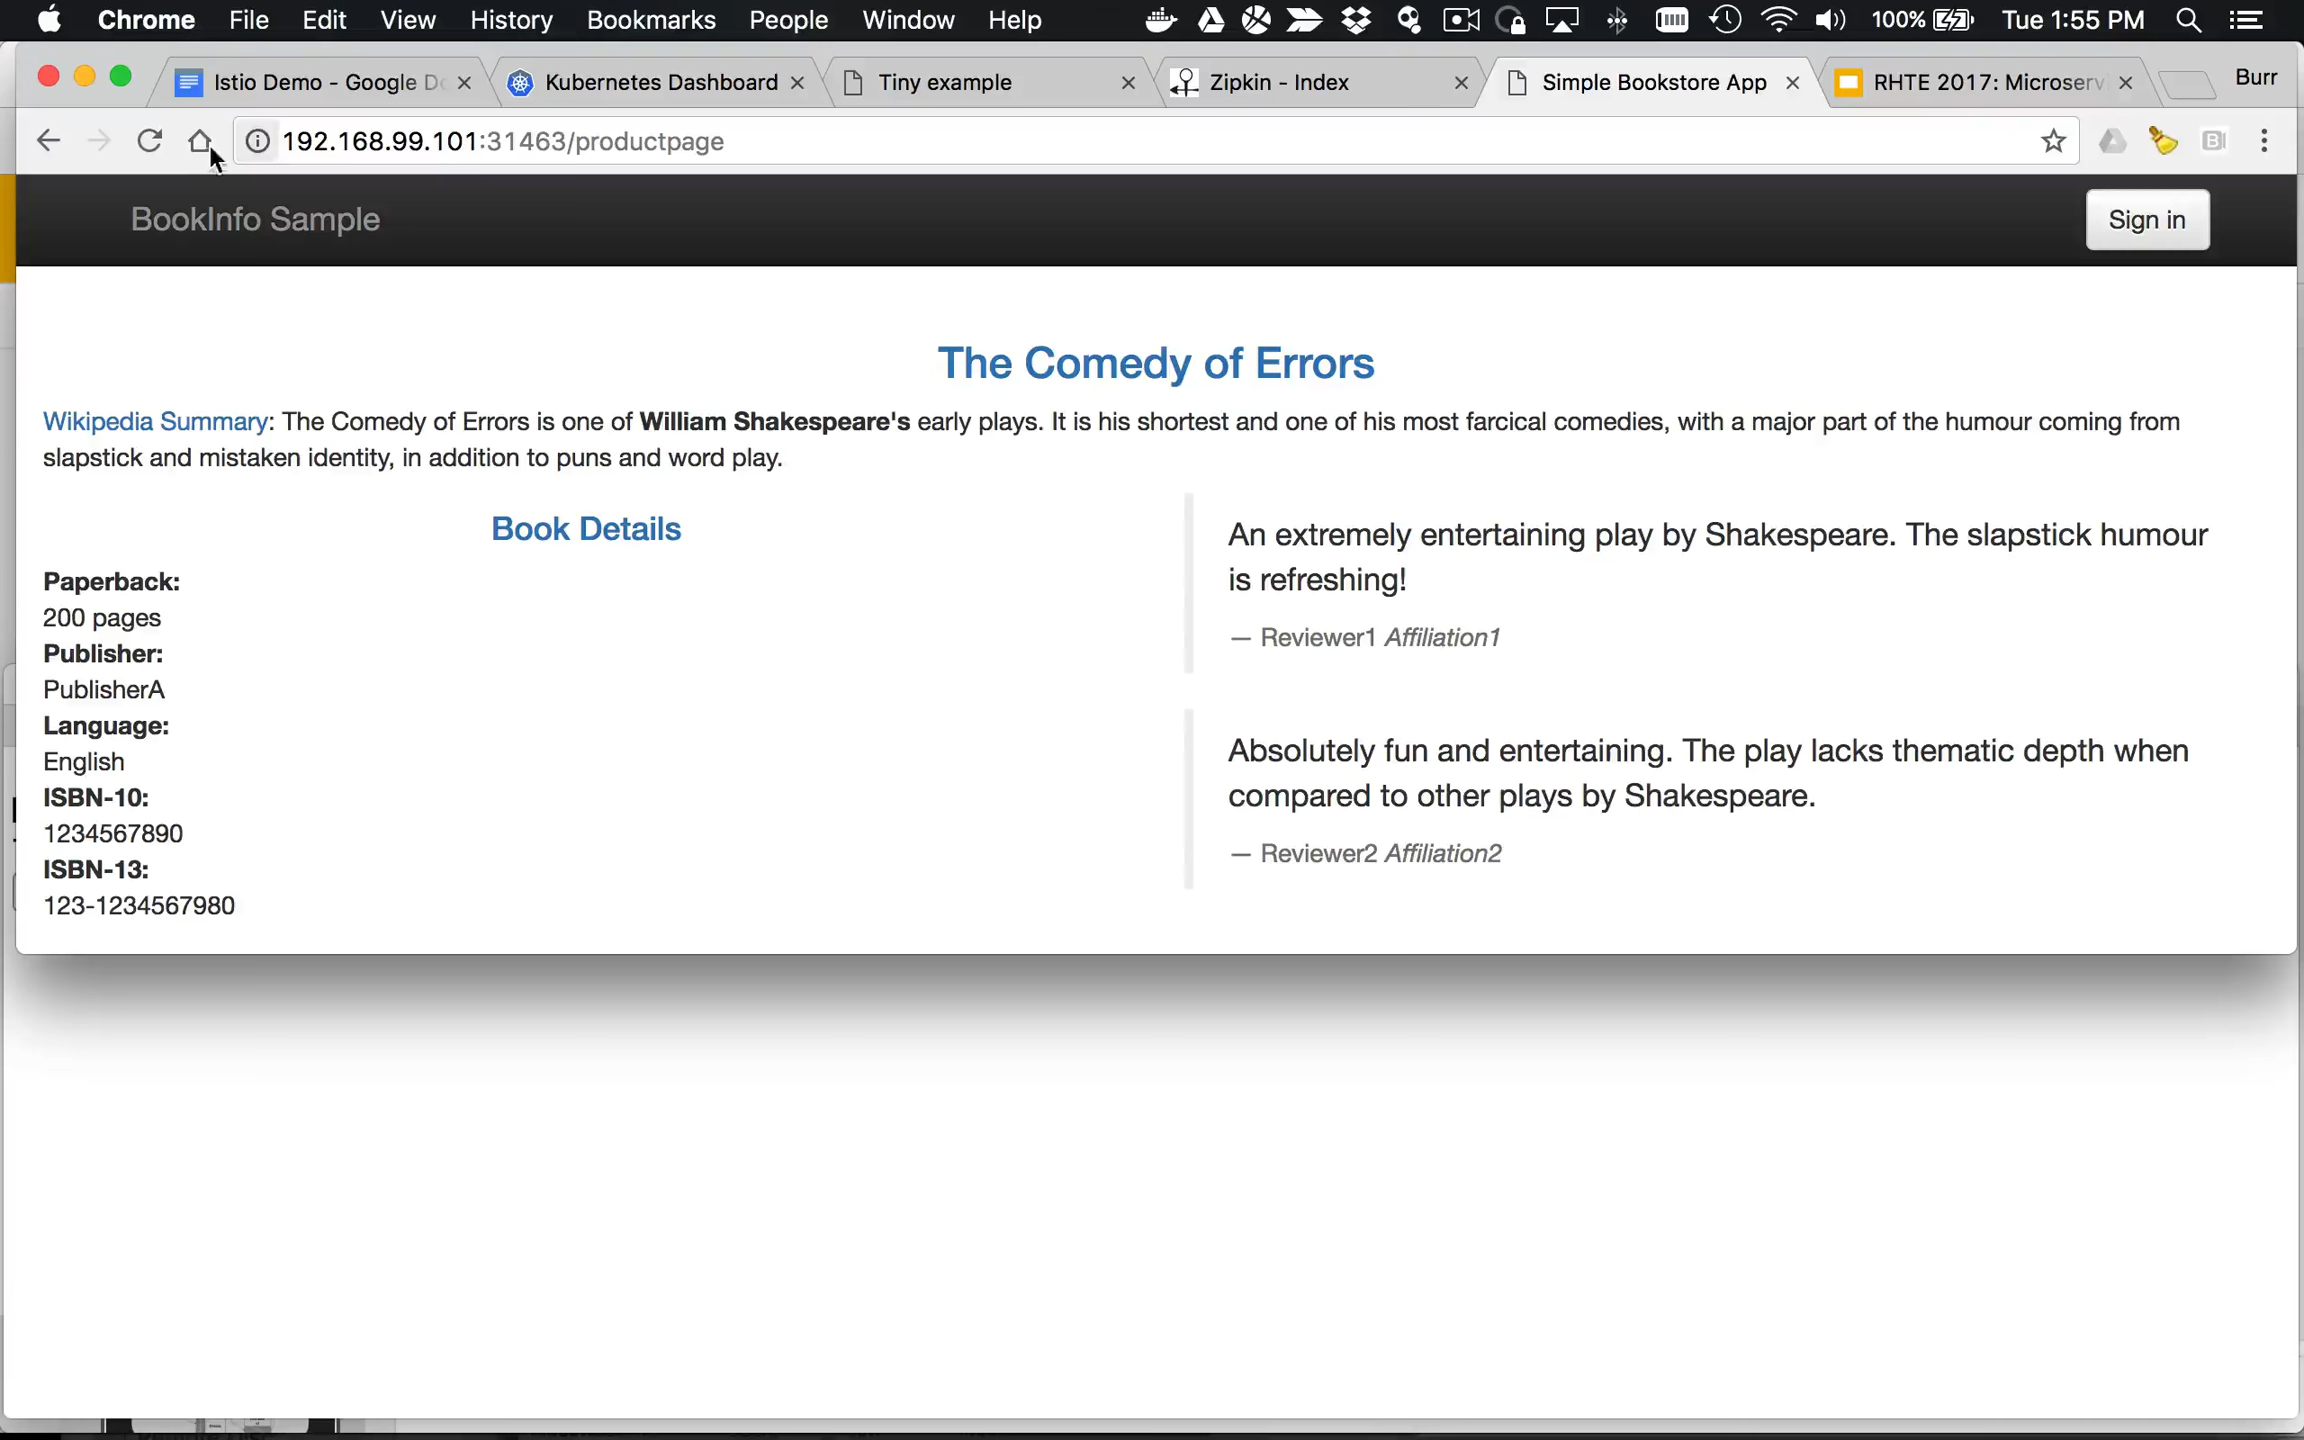 Chrome File Edit View History Bookmarks People Window Help 100% Tue 1:55 PM
Istio Demo - Google Do Kubernetes Dashboard Tiny example Zipkin - Index Simple Bookstore App RHTE 2017: Microserv Burr
192.168.99.101:31463/productpage
BookInfo Sample Sign in
The Comedy of Errors
Wikipedia Summary: The Comedy of Errors is one of William Shakespeare's early plays. It is his shortest and one of his most farcical comedies, with a major part of the humour coming from
slapstick and mistaken identity, in addition to puns and word play.
Book Details
Paperback:
200 pages
Publisher:
PublisherA
Language:
English
ISBN-10:
1234567890
ISBN-13:
123-1234567980
An extremely entertaining play by Shakespeare. The slapstick humour
is refreshing!
— Reviewer1 Affiliation1
Absolutely fun and entertaining. The play lacks thematic depth when
compared to other plays by Shakespeare.
— Reviewer2 Affiliation2